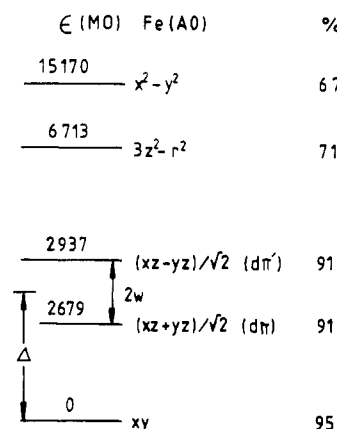 ϵ (MO) Fe (AO) %
15170 x²-y² 67
6713 3z²-r² 71
2937 (xz-yz)/√2 (dπ′) 91
2w
2679 (xz+yz)/√2 (dπ) 91
Δ
0 xy 95